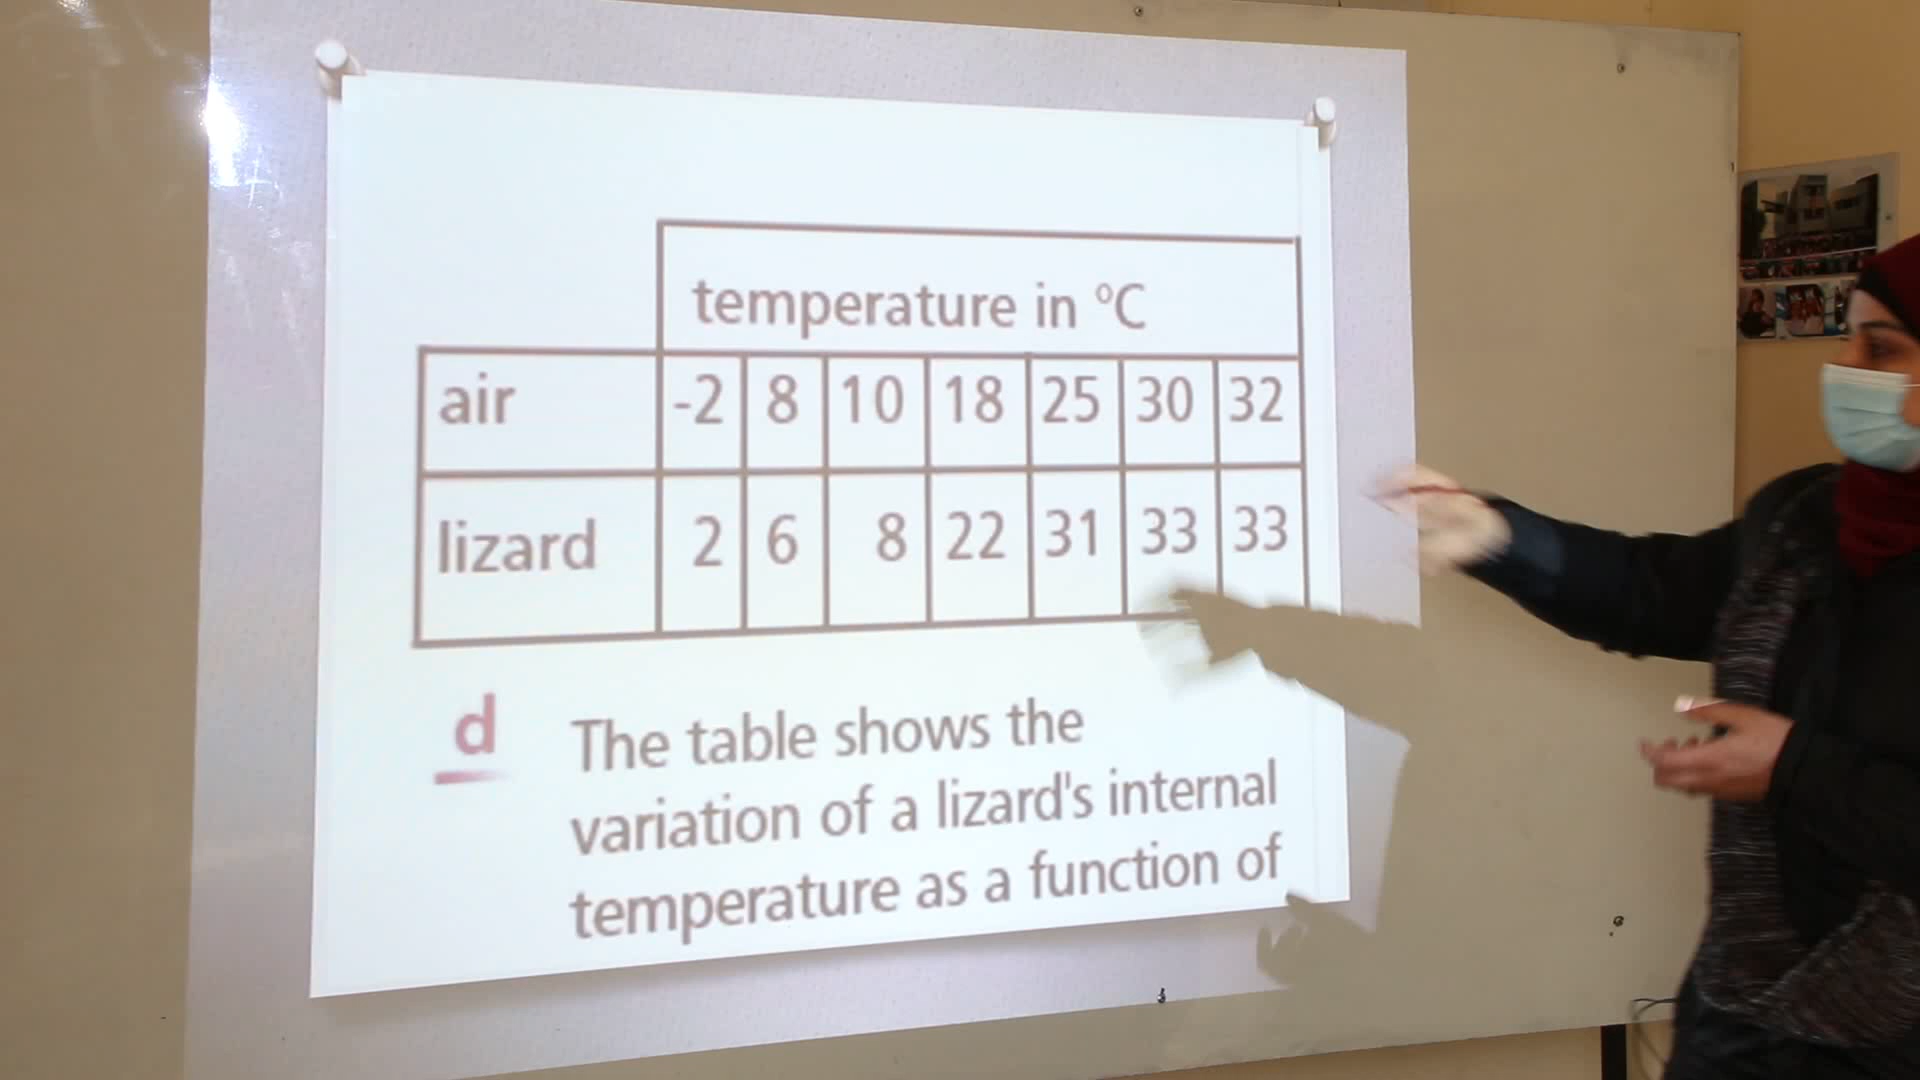 temperature in °C
air -2 8 10 18 25 30 32
lizard 2 6 8 22 31 33 33
d The table shows the
variation of a lizard's internal
temperature as a function of